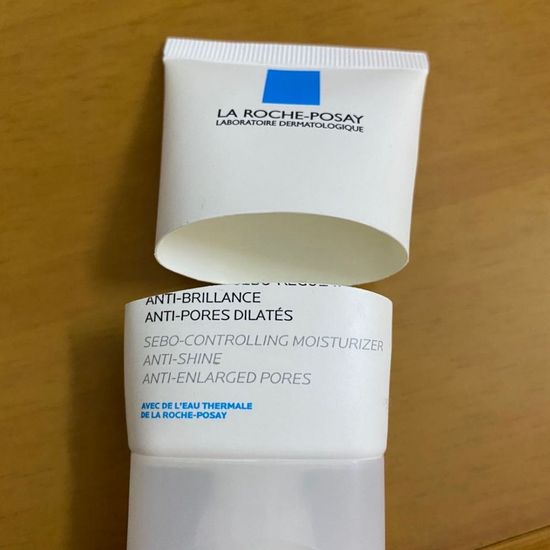 LA ROCHE-POSAY
LABORATOIRE DERMATOLOGIQUE
ANTI-BRILLANCE
ANTI-PORES DILATÉS
SEBO-CONTROLLING MOISTURIZER
ANTI-SHINE
ANTI-ENLARGED PORES
AVEC DE L'EAU THERMALE
DE LA ROCHE-POSAY